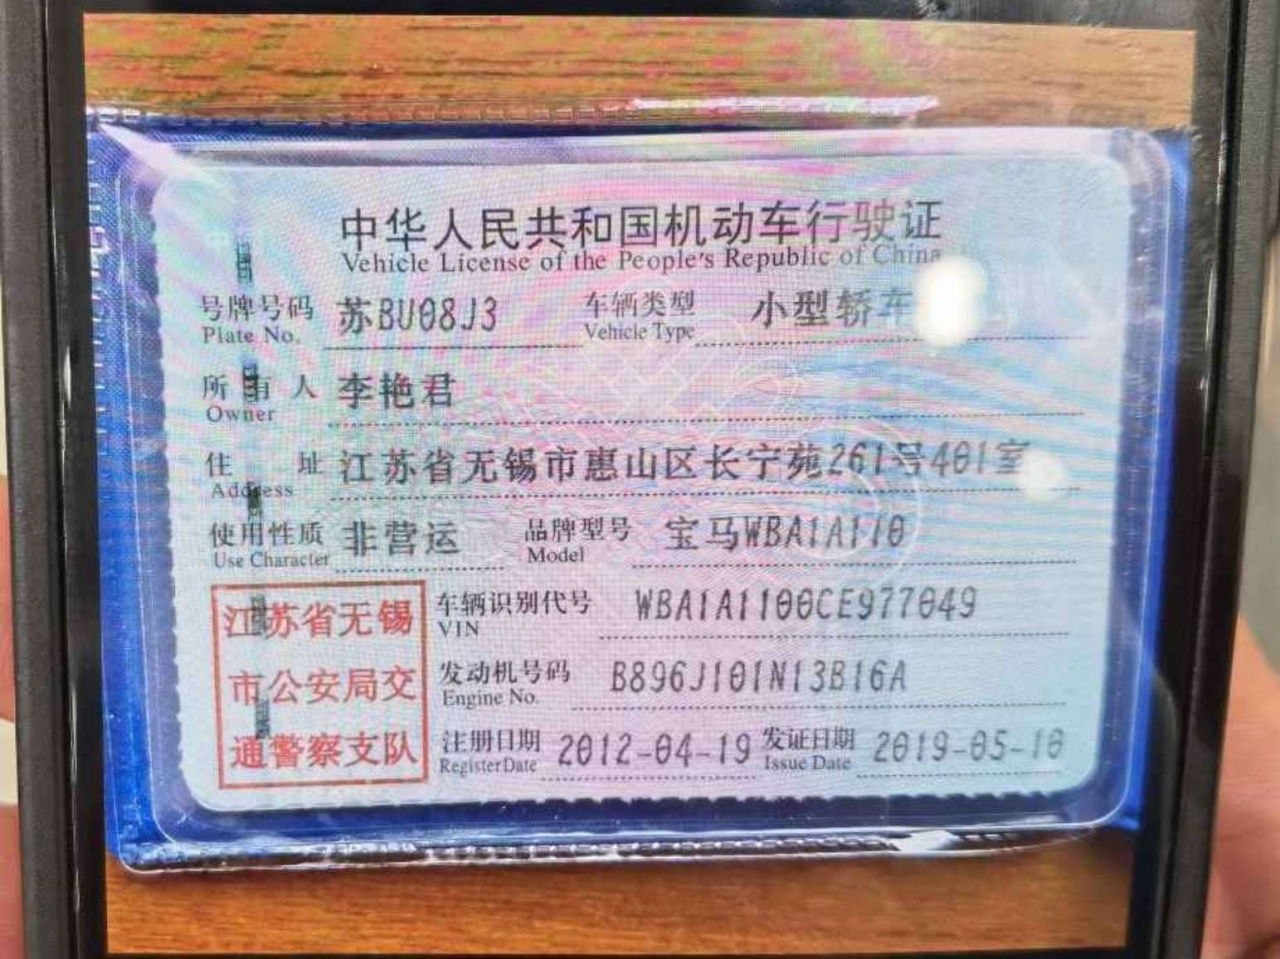 中华人民共和国机动车行驶证
Vehicle License of the People's Republic of China
号牌号码 苏BU08J3 车辆类型 小型轿车
Plate No. Vehicle Type
所有人 李艳君
Owner
住址 江苏省无锡市惠山区长宁苑261号401室
Address
使用性质 非营运 品牌型号 宝马WBA1A110
Use Character Model
江苏省无锡
市公安局交
通警察支队
车辆识别代号 WBA1A1100CE977049
VIN
发动机号码 B896J101N13B16A
Engine No.
注册日期 2012-04-19 发证日期 2019-05-10
Register Date Issue Date